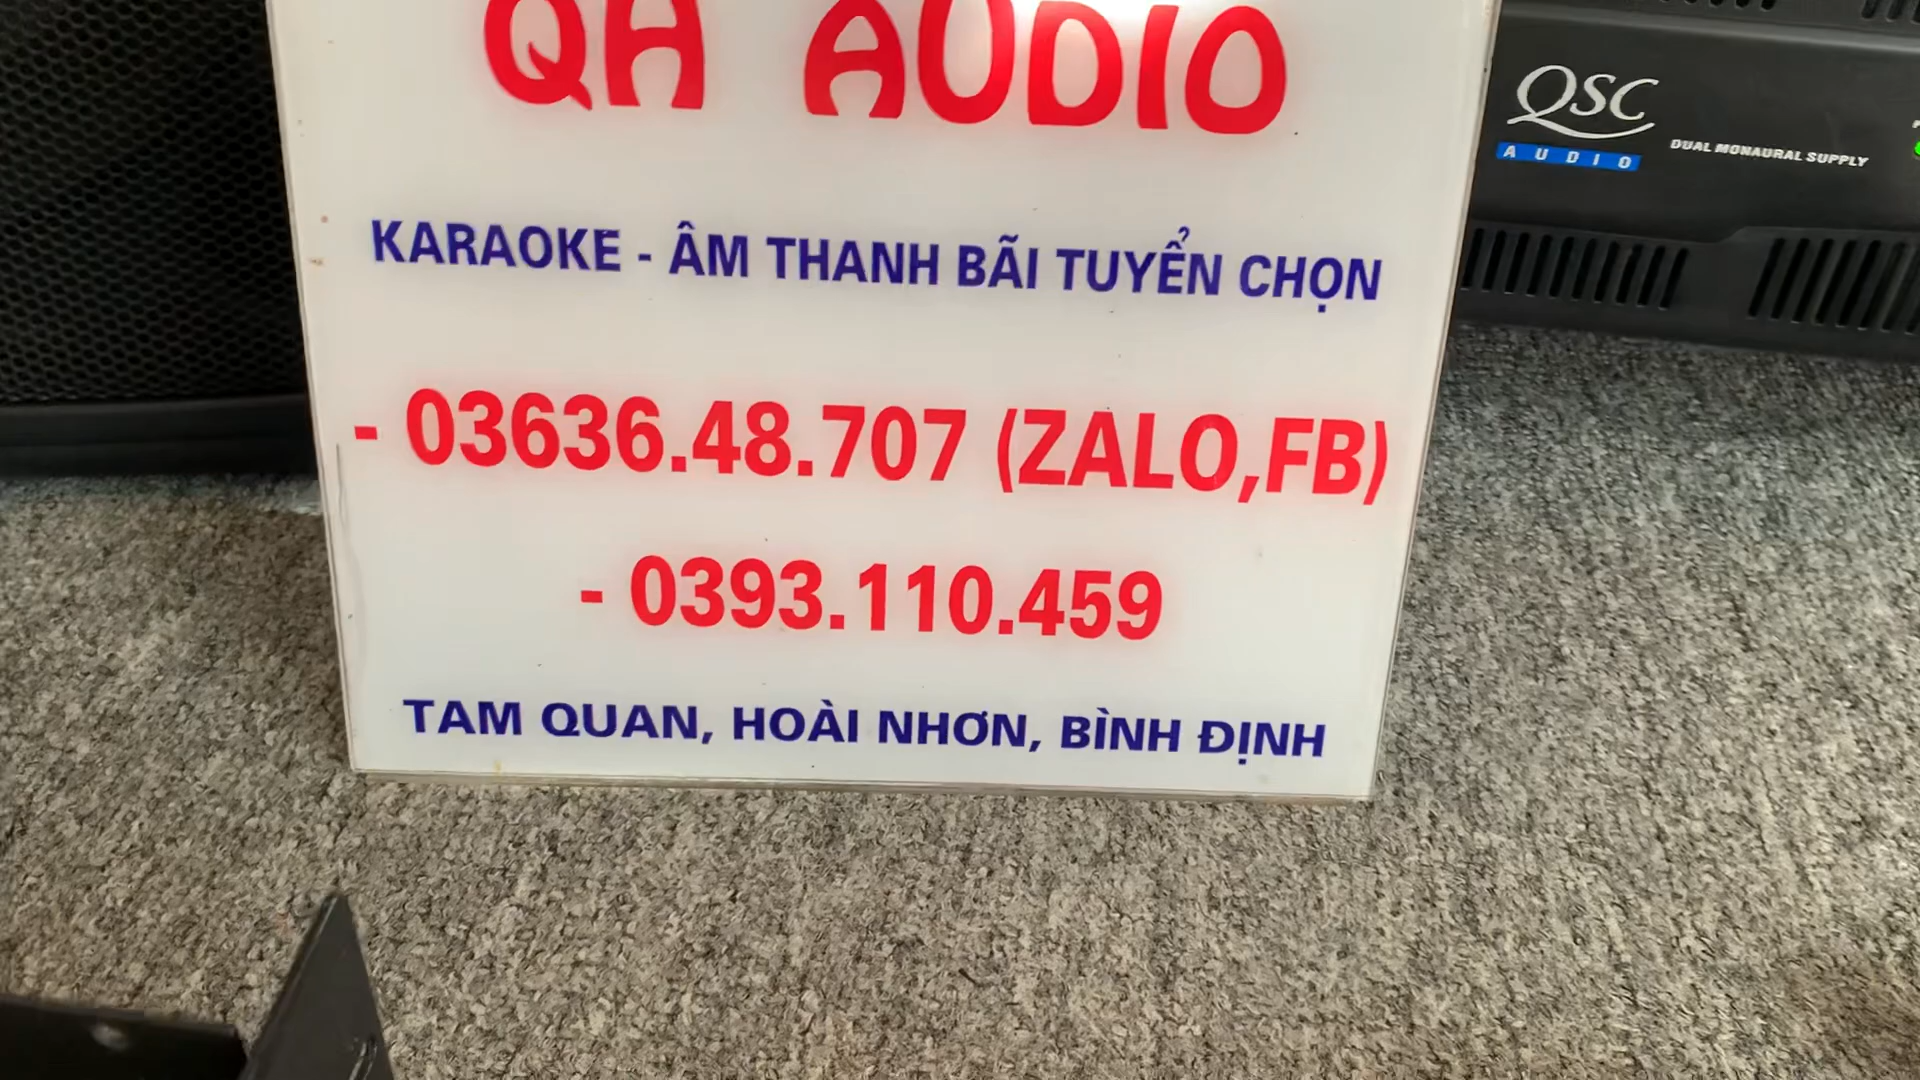 QH AUDIO
KARAOKE - ÂM THANH BÃI TUYỂN CHỌN
- 03636.48.707 (ZALO,FB)
- 0393.110.459
TAM QUAN, HOÀI NHƠN, BÌNH ĐỊNH
QSC
AUDIO
DUAL MONAURAL SUPPLY